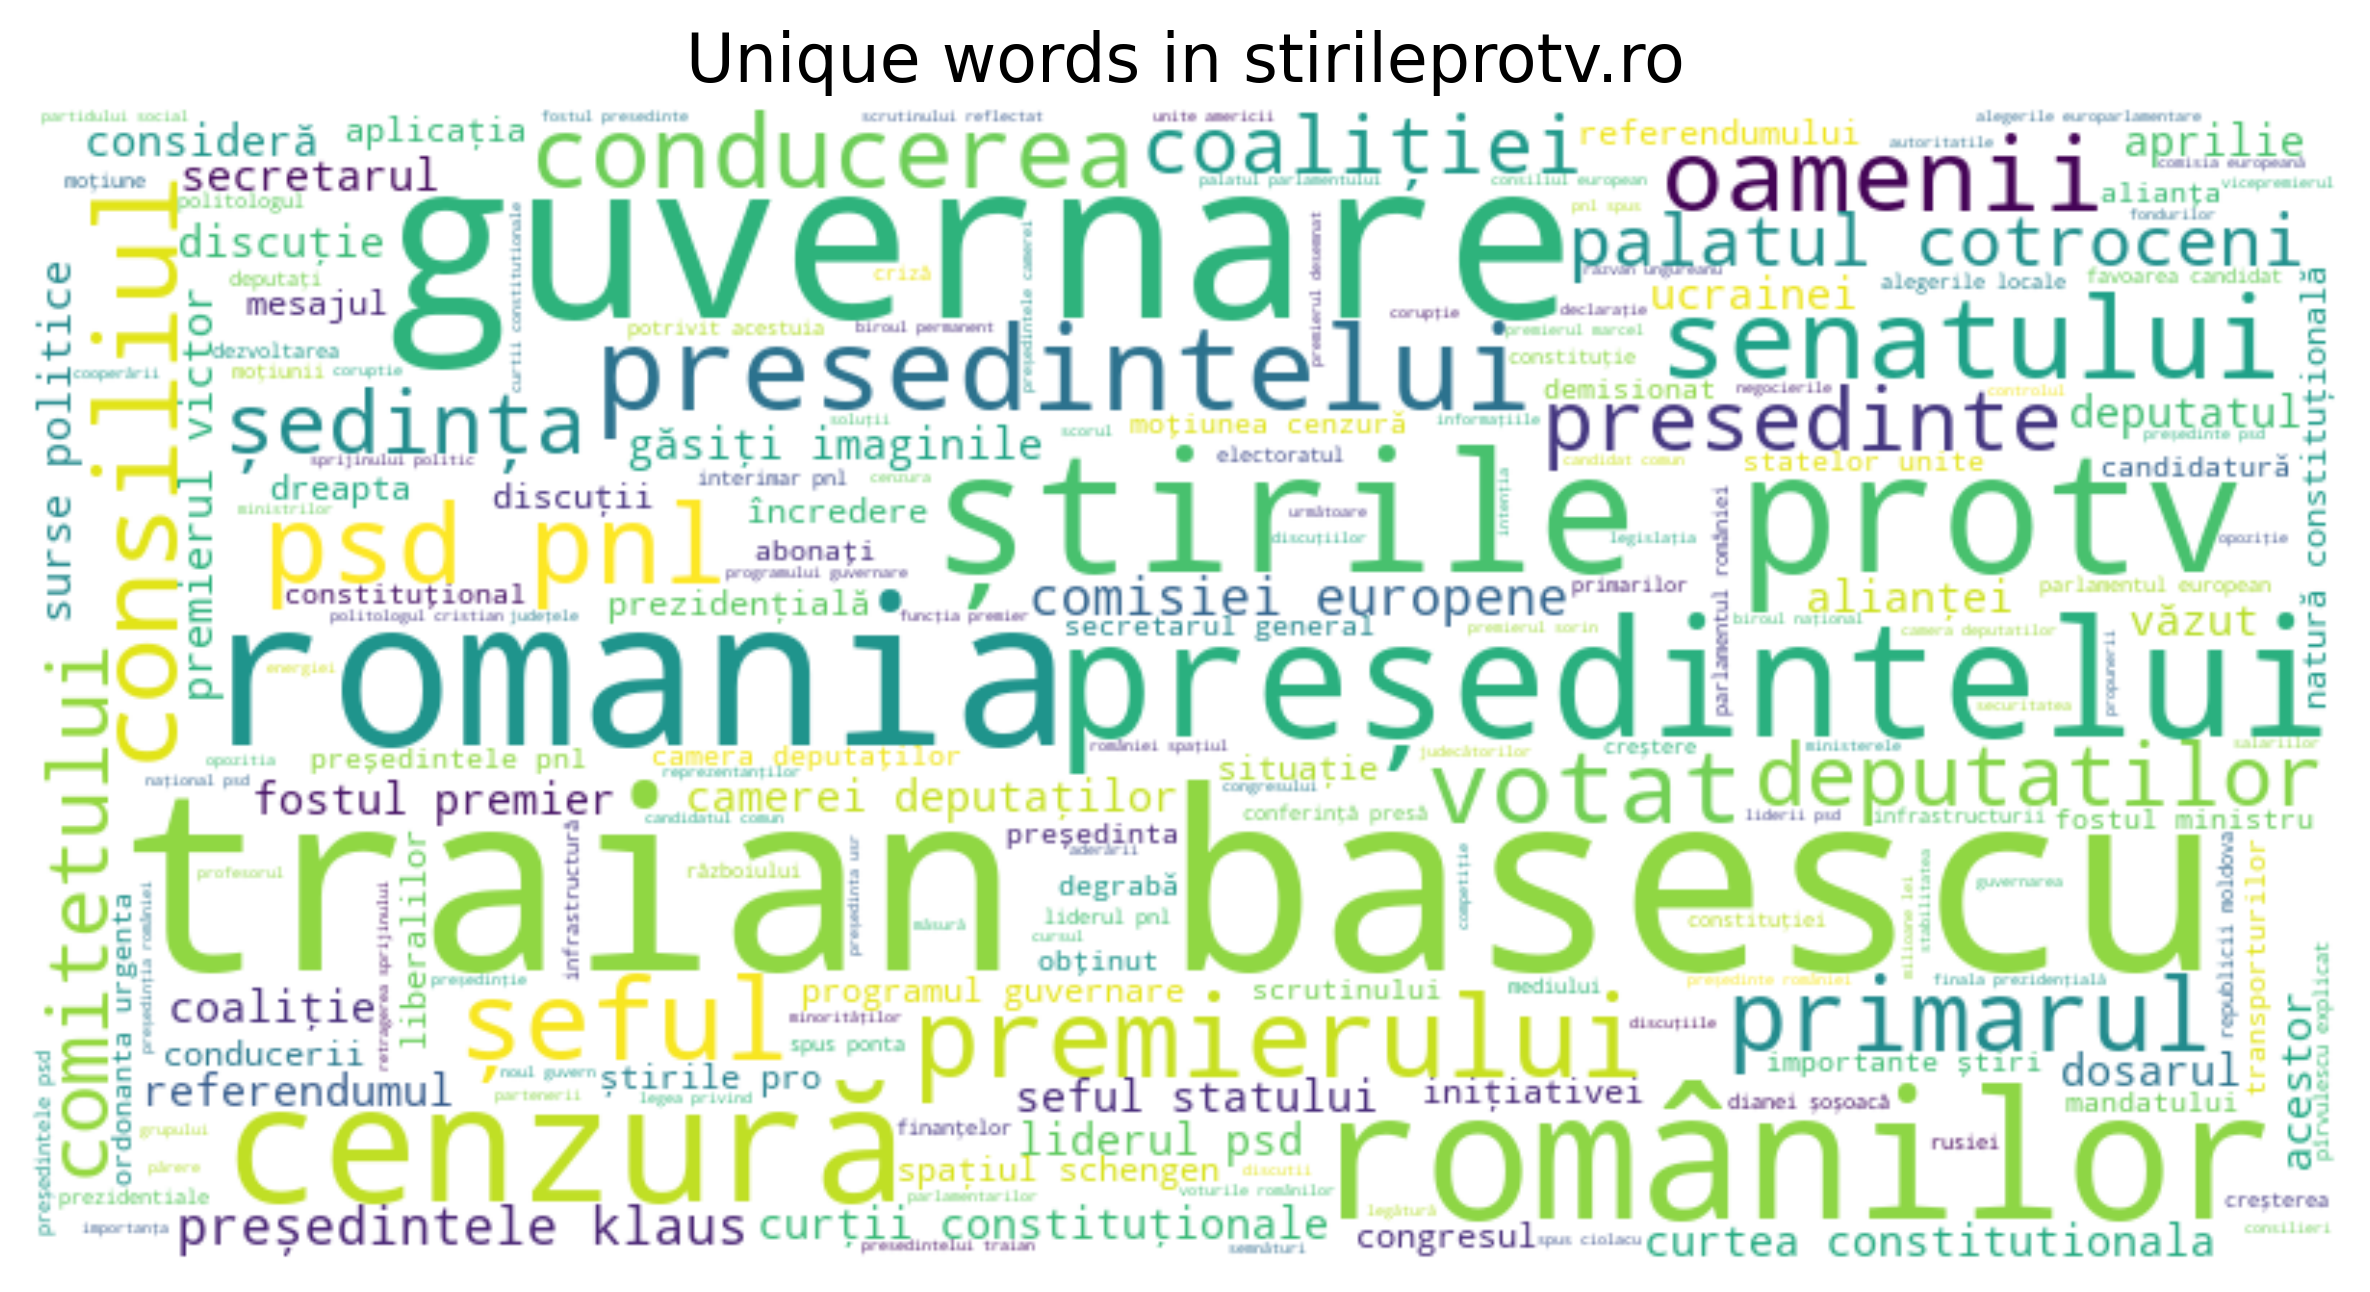 Unique words in stirileprotv.ro
partidului social
fostul presedinte
scrutinului reflectat
unite americii
alegerile europarlamentare
consideră
aplicația
conducerea
coaliției
referendumului
autoritatile
aprilie
moțiune
secretarul
palatul parlamentului
consiliul european
oamenii
comisia europeană
alianța
vicepremierul
politologul
pnl spus
fondurilor
discuție
guvernare
palatul cotroceni
deputați
criză
răzvan ungureanu
alegerile locale
favoarea candidat
mesajul
ucrainei
senatului
potrivit acestuia
biroul permanent
corupție
declarație
premierul marcel
dezvoltarea
cooperării
moțiunii
coruptie
presedintelui
constituție
demisionat
negocierile
controlul
ședința
presedinte
deputatul
soluții
scorul
moțiunea cenzură
informațiile
președinte psd
găsiți imaginile
sprijinului politic
electoratul
candidat comun
statelor unite
candidatură
interimar pnl
cenzura
dreapta
discuții
ministrilor
psd pnl
încredere
știrile protv
următoare
discuțiilor
legislația
opoziție
abonați
programului guvernare
constituțional
prezidențială
comisiei europene
primarilor
alianței
parlamentul european
politologul cristian
județele
funcția premier
secretarul general
premierul sorin
biroul național
camera deputatilor
văzut
energiei
romania
președintelui
securitatea
opozitia
președintele pnl
camera deputaților
româniei spațiul
judecătorilor
creștere
ministerele
salariilor
național psd
reprezentanților
situație
congresului
votat
deputatilor
fostul premier
camerei deputaților
candidatul comun
conferință presă
liderii psd
infrastructurii
fostul ministru
președinta
aderării
traian basescu
profesorul
războiului
degrabă
guvernarea
liderul pnl
măsură
cursul
constituției
obținut
președinție
președinte româniei
finala prezidențială
coaliție
șeful
programul guvernare
scrutinului
mediului
primarul
minorităților
premierului
discuțiile
conducerii
spus ponta
importante știri
dosarul
noul guvern
știrile pro
referendumul
partenerii
legea privind
seful statului
inițiativei
dianei șoșoacă
mandatului
grupului
cenzură
finanțelor
liderul psd
românilor
rusiei
părere
spațiul schengen
discuții
prezidentiale
parlamentarilor
voturile românilor
legătură
creșterea
importanța
președintele klaus
curții constituționale
presedintelui traian
semnături
congresul
spus ciolacu
curtea constitutionala
consilieri
surse politice
consiliul
premierul victor
comitetului
curtii constitutionale
președintele camerei
premierul desemnat
intenția
parlamentul româniei
propunerii
natură constituțională
ordonanta urgenta
președinția româniei
președintele psd
retragerea sprijinului
liberalilor
infrastructură
președinta usr
competiție
milioane lei
stabilitatea
republicii moldova
transporturilor
acestor
pîrvulescu explicat